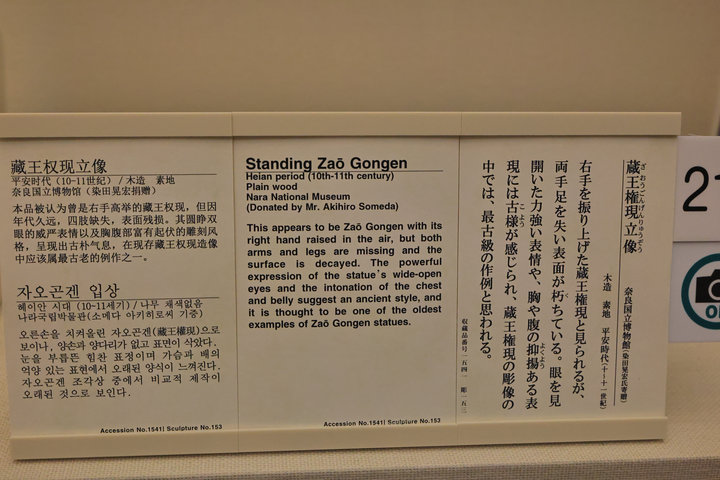 藏王权现立像
平安时代（10-11世纪）/木造　素地
奈良国立博物馆（染田晃宏捐赠）
本品被认为曾是右手高举的藏王权现，但因
年代久远，四肢缺失，表面残损。其圆睁双
眼的威严表情以及胸腹部富有起伏的雕刻风
格，呈现出古朴气息，在现存藏王权现造像
中应该属最古老的例作之一。
자오곤겐 입상
헤이안 시대 (10~11세기) / 나무 채색없음
나라국립박물관(소메다 아키히로씨 기증)
오른손을 치켜올린 자오곤겐(蔵王權現)으로
보이나, 양손과 양다리가 없고 표면이 삭았다.
눈을 부릅뜬 힘찬 표정이며 가슴과 배의
억양 있는 표현에서 오래된 양식이 느껴진다.
자오곤겐 조각상 중에서 비교적 제작이
오래된 것으로 보인다.
Accession No.1541| Sculpture No.153
Standing Zaō Gongen
Heian period (10th-11th century)
Plain wood
Nara National Museum
(Donated by Mr. Akihiro Someda)
This appears to be Zaō Gongen with its
right hand raised in the air, but both
arms and legs are missing and the
surface is decayed. The powerful
expression of the statue's wide-open
eyes and the intonation of the chest
and belly suggest an ancient style, and
it is thought to be one of the oldest
examples of Zaō Gongen statues.
Accession No.1541| Sculpture No.153
蔵王権現立像
ざおうごんげんりゅうぞう
奈良国立博物館（染田晃宏氏寄贈）
木造　素地　平安時代（十～十一世紀）
右手を振り上げた蔵王権現と見られるが、
両手足を失い表面が朽ちている。眼を見
開いた力強い表情や、胸や腹の抑揚ある表
現には古様が感じられ、蔵王権現の彫像の
中では、最古級の作例と思われる。
収蔵品番号一五四一　彫一五三
21